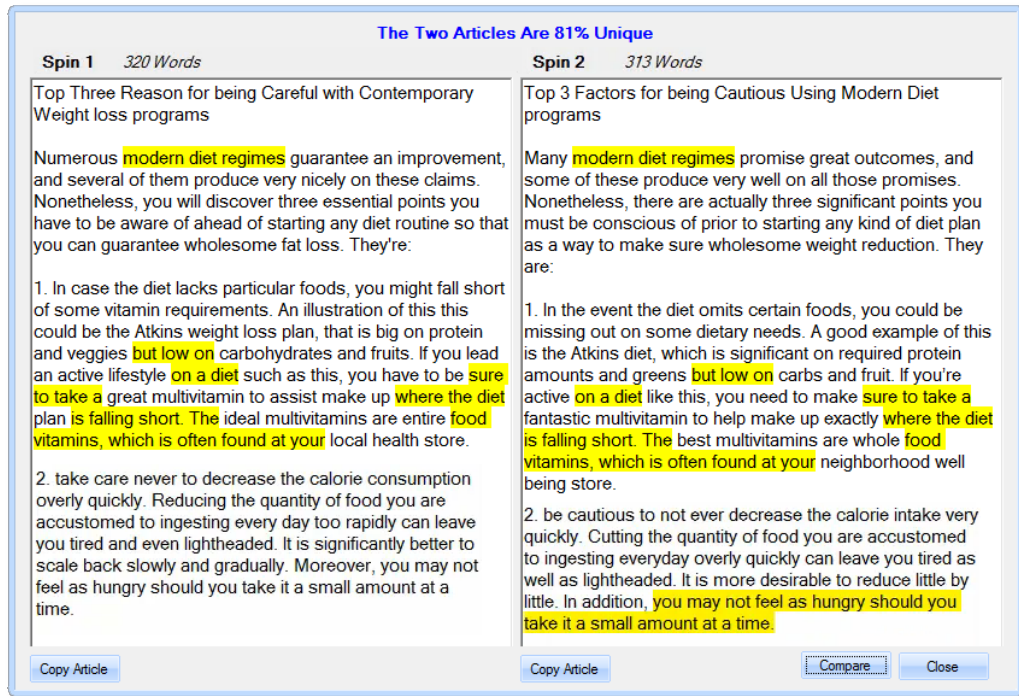 The Two Articles Are 81% Unique
Spin 1 320 Words
Top Three Reason for being Careful with Contemporary
Weight loss programs
Numerous modern diet regimes guarantee an improvement,
and several of them produce very nicely on these claims.
Nonetheless, you will discover three essential points you
have to be aware of ahead of starting any diet routine so that
you can guarantee wholesome fat loss. They're:
1. In case the diet lacks particular foods, you might fall short
of some vitamin requirements. An illustration of this this
could be the Atkins weight loss plan, that is big on protein
and veggies but low on carbohydrates and fruits. If you lead
an active lifestyle on a diet such as this, you have to be sure
to take a great multivitamin to assist make up where the diet
plan is falling short. The ideal multivitamins are entire food
vitamins, which is often found at your local health store.
2. take care never to decrease the calorie consumption
overly quickly. Reducing the quantity of food you are
accustomed to ingesting every day too rapidly can leave
you tired and even lightheaded. It is significantly better to
scale back slowly and gradually. Moreover, you may not
feel as hungry should you take it a small amount at a
time.
Copy Article
Spin 2 313 Words
Top 3 Factors for being Cautious Using Modern Diet
programs
Many modern diet regimes promise great outcomes, and
some of these produce very well on all those promises.
Nonetheless, there are actually three significant points you
must be conscious of prior to starting any kind of diet plan
as a way to make sure wholesome weight reduction. They
are:
1. In the event the diet omits certain foods, you could be
missing out on some dietary needs. A good example of this
is the Atkins diet, which is significant on required protein
amounts and greens but low on carbs and fruit. If you're
active on a diet like this, you need to make sure to take a
fantastic multivitamin to help make up exactly where the diet
is falling short. The best multivitamins are whole food
vitamins, which is often found at your neighborhood well
being store.
2. be cautious to not ever decrease the calorie intake very
quickly. Cutting the quantity of food you are accustomed
to ingesting everyday overly quickly can leave you tired as
well as lightheaded. It is more desirable to reduce little by
little. In addition, you may not feel as hungry should you
take it a small amount at a time.
Copy Article
Compare
Close